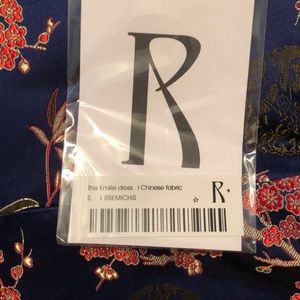 R
The Emilie dress | Chinese fabric
S | RSEMICHIS
R.